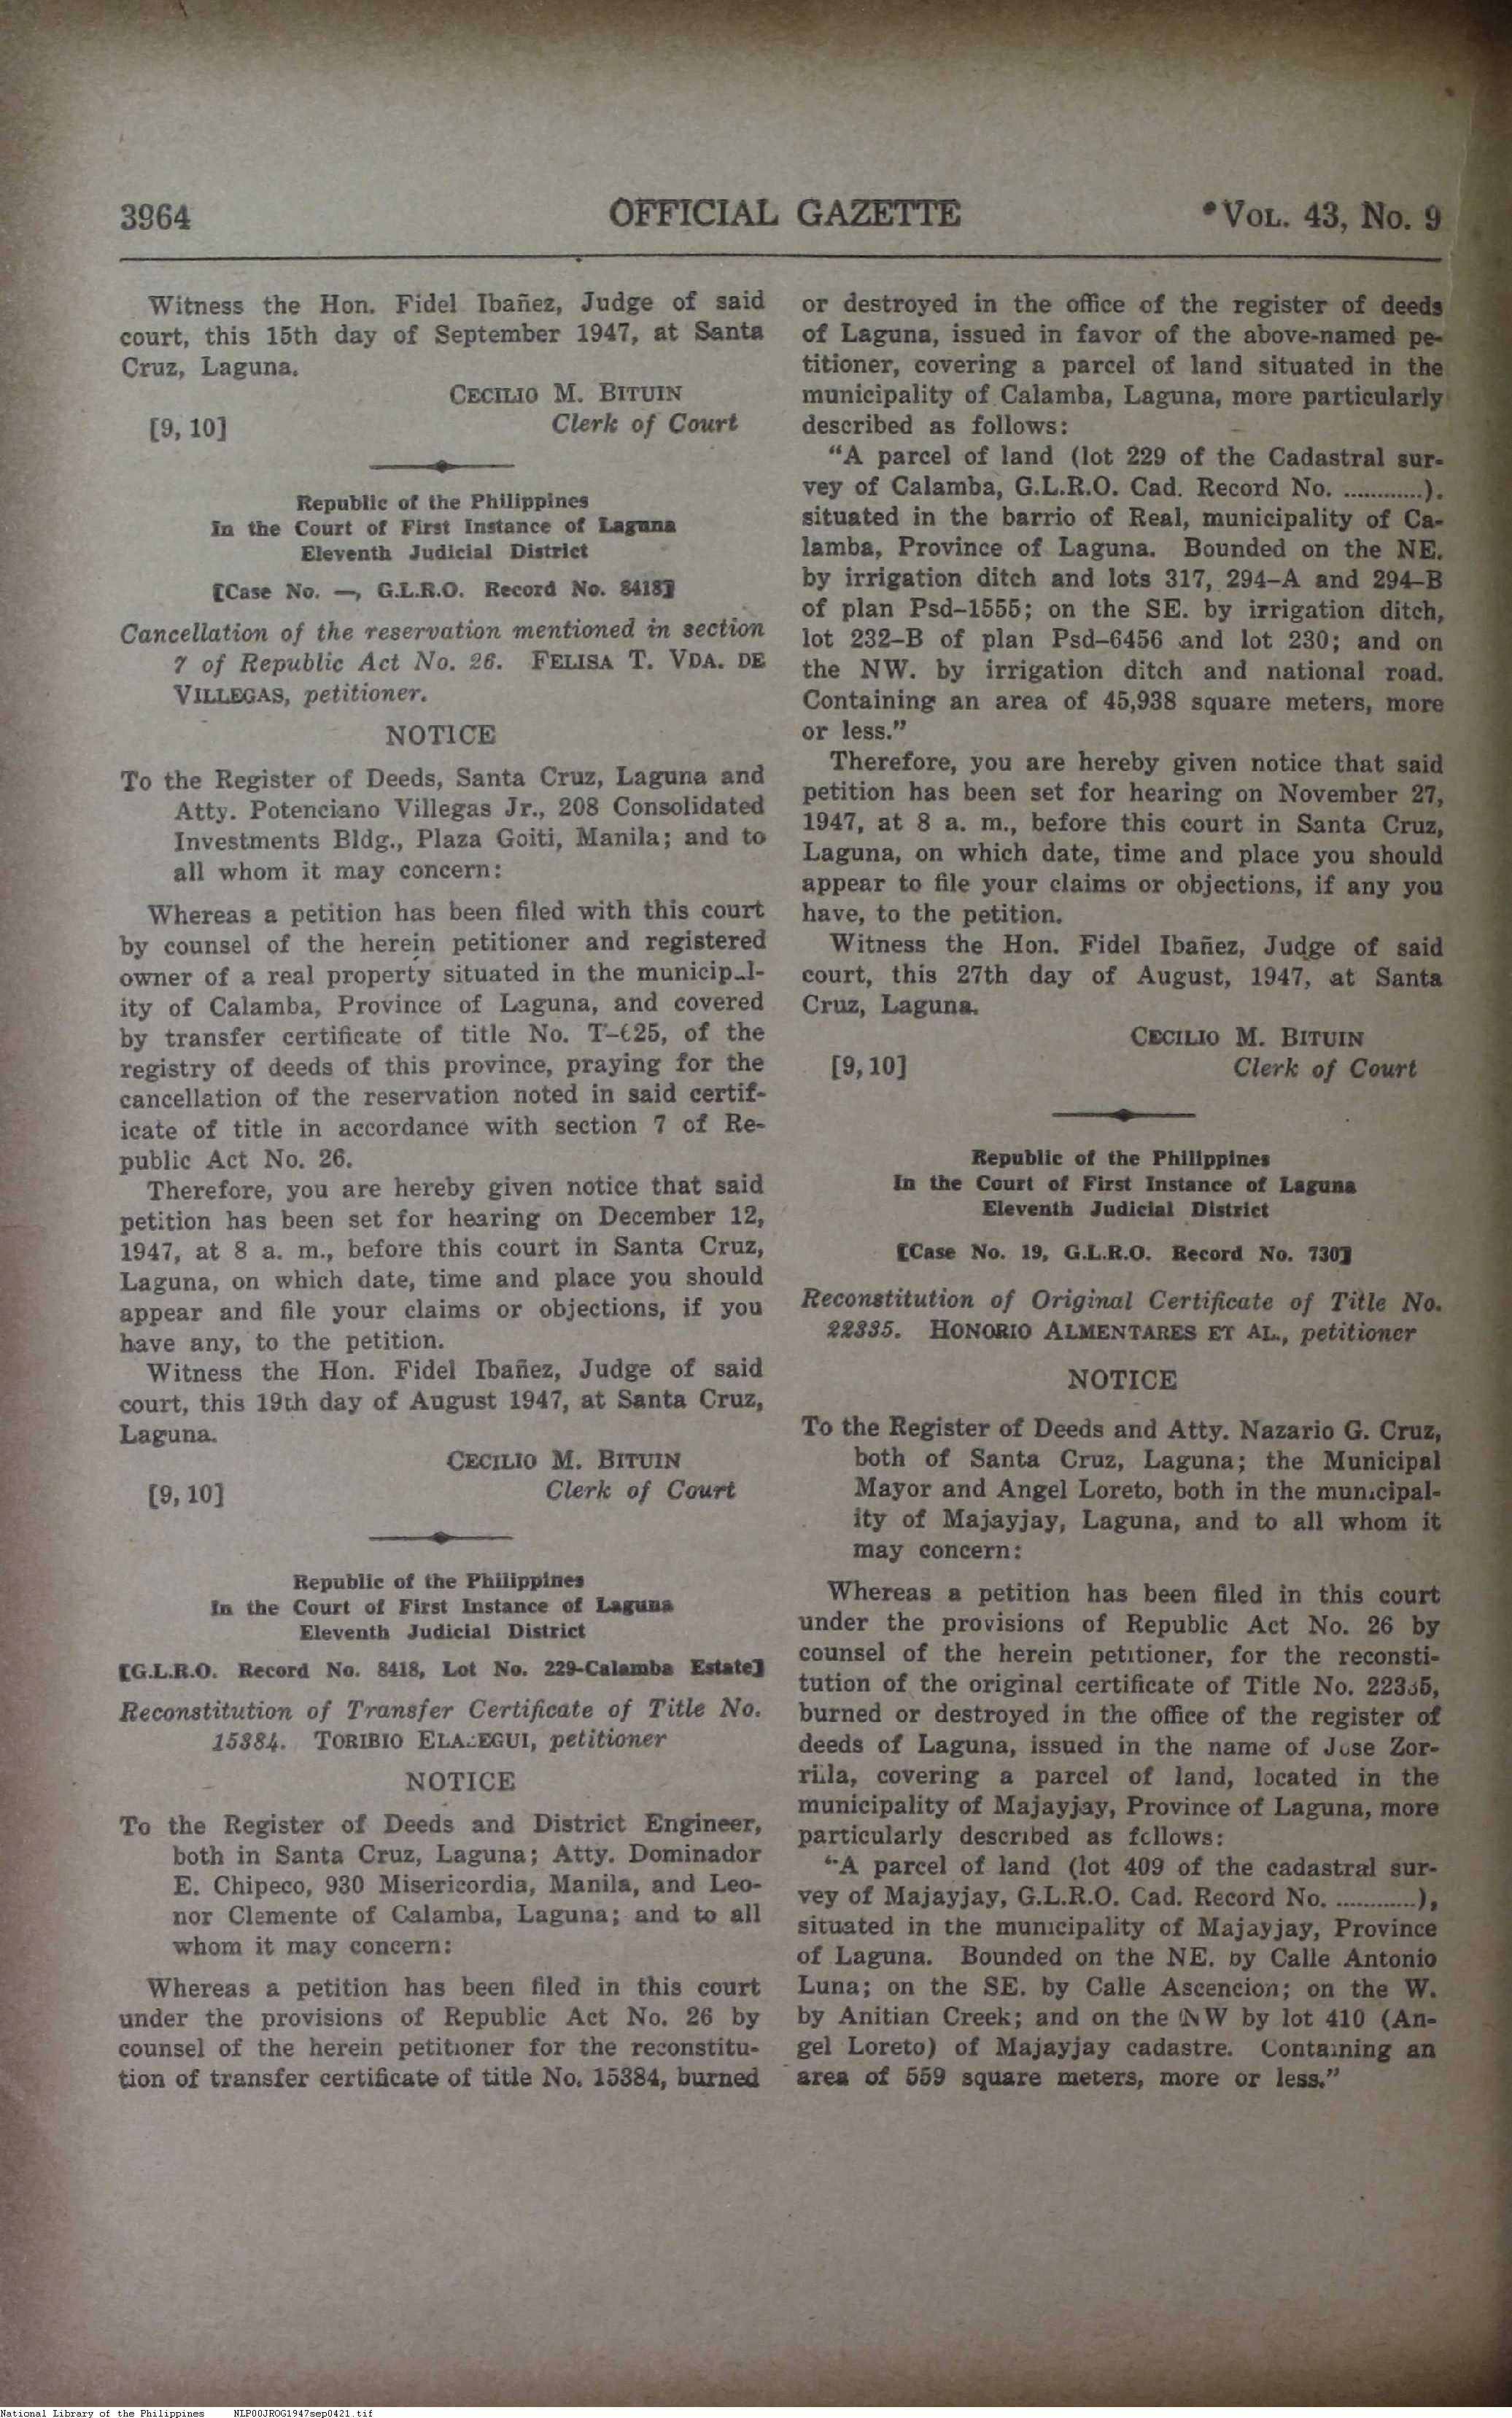 3964
OFFICIAL GAZETTE
VOL. 43, No. 9
Witness the Hon. Fidel Ibañez, Judge of said
court, this 15th day of September 1947, at Santa
Cruz, Laguna.
CECILIO M. BITUIN
[9, 10] Clerk of Court
Republic of the Philippines
In the Court of First Instance of Laguna
Eleventh Judicial District
[Case No. —, G.L.R.O. Record No. 8418]
Cancellation of the reservation mentioned in section
7 of Republic Act No. 26. FELISA T. VDA. DE
VILLEGAS, petitioner.
NOTICE
To the Register of Deeds, Santa Cruz, Laguna and
Atty. Potenciano Villegas Jr., 208 Consolidated
Investments Bldg., Plaza Goiti, Manila; and to
all whom it may concern:
Whereas a petition has been filed with this court
by counsel of the herein petitioner and registered
owner of a real property situated in the municipal-
ity of Calamba, Province of Laguna, and covered
by transfer certificate of title No. T-625, of the
registry of deeds of this province, praying for the
cancellation of the reservation noted in said certif-
icate of title in accordance with section 7 of Re-
public Act No. 26.
Therefore, you are hereby given notice that said
petition has been set for hearing on December 12,
1947, at 8 a. m., before this court in Santa Cruz,
Laguna, on which date, time and place you should
appear and file your claims or objections, if you
have any, to the petition.
Witness the Hon. Fidel Ibañez, Judge of said
court, this 19th day of August 1947, at Santa Cruz,
Laguna.
CECILIO M. BITUIN
[9, 10] Clerk of Court
Republic of the Philippines
In the Court of First Instance of Laguna
Eleventh Judicial District
[G.L.R.O. Record No. 8418, Lot No. 229-Calamba Estate]
Reconstitution of Transfer Certificate of Title No.
15384. TORIBIO petitioner
NOTICE
To the Register of Deeds and District Engineer,
both in Santa Cruz, Laguna; Atty. Dominador
E. Chipeco, 930 Misericordia, Manila, and Leo-
nor Clemente of Calamba, Laguna; and to all
whom it may concern:
Whereas a petition has been filed in this court
under the provisions of Republic Act No. 26 by
counsel of the herein petitioner for the reconstitu-
tion of transfer certificate of title No. 15384, burned
or destroyed in the office of the register of deeds
of Laguna, issued in favor of the above-named pe-
titioner, covering a parcel of land situated in the
municipality of Calamba, Laguna, more particularly
described as follows:
"A parcel of land (lot 229 of the Cadastral sur-
vey of Calamba, G.L.R.O. Cad. Record No. ............).
situated in the barrio of Real, municipality of Ca-
lamba, Province of Laguna. Bounded on the NE.
by irrigation ditch and lots 317, 294-A and 294-B
of plan Psd-1555; on the SE. by irrigation ditch,
lot 232-B of plan Psd-6456 and lot 230; and on
the NW. by irrigation ditch and national road.
Containing an area of 45,938 square meters, more
or less."
Therefore, you are hereby given notice that said
petition has been set for hearing on November 27,
1947, at 8 a. m., before this court in Santa Cruz,
Laguna, on which date, time and place you should
appear to file your claims or objections, if any you
have, to the petition.
Witness the Hon. Fidel Ibañez, Judge of said
court, this 27th day of August, 1947, at Santa
Cruz, Laguna.
CECILIO M. BITUIN
[9, 10] Clerk of Court
Republic of the Philippines
In the Court of First Instance of Laguna
Eleventh Judicial District
[Case No. 19, G.L.R.O. Record No. 730]
Reconstitution of Original Certificate of Title No.
22335. HONORIO ALMENTARES ET AL., petitioner
NOTICE
To the Register of Deeds and Atty. Nazario G. Cruz,
both of Santa Cruz, Laguna; the Municipal
Mayor and Angel Loreto, both in the municipal-
ity of Majayjay, Laguna, and to all whom it
may concern:
Whereas a petition has been filed in this court
under the provisions of Republic Act No. 26 by
counsel of the herein petitioner, for the reconsti-
tution of the original certificate of Title No. 22335,
burned or destroyed in the office of the register of
deeds of Laguna, issued in the name of Jose Zor-
rilla, covering a parcel of land, located in the
municipality of Majayjay, Province of Laguna, more
particularly described as follows:
"A parcel of land (lot 409 of the cadastral sur-
vey of Majayjay, G.L.R.O. Cad. Record No. ............),
situated in the municipality of Majayjay, Province
of Laguna. Bounded on the NE. by Calle Antonio
Luna; on the SE. by Calle Ascencion; on the W.
by Anitian Creek; and on the NW by lot 410 (An-
gel Loreto) of Majayjay cadastre. Containing an
area of 559 square meters, more or less."
National Library of the Philippines NLP00JROG1947sep0421.tif